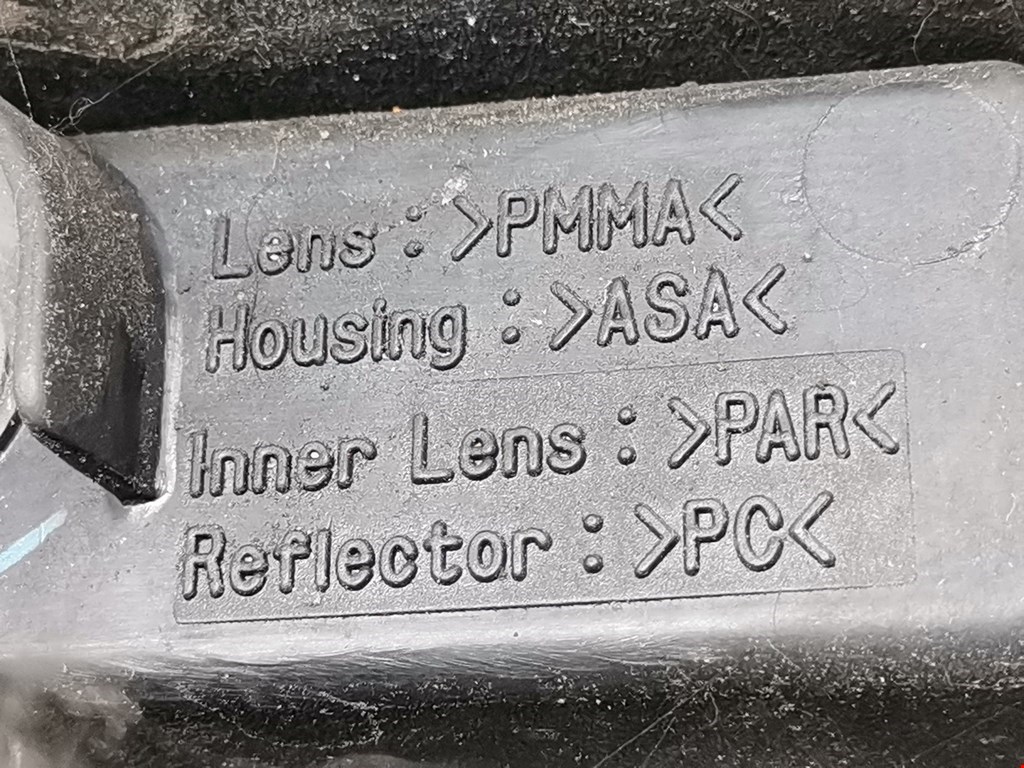 Lens : >PMMA<
Housing : >ASA<
Inner Lens : >PAR<
Reflector : >PC<